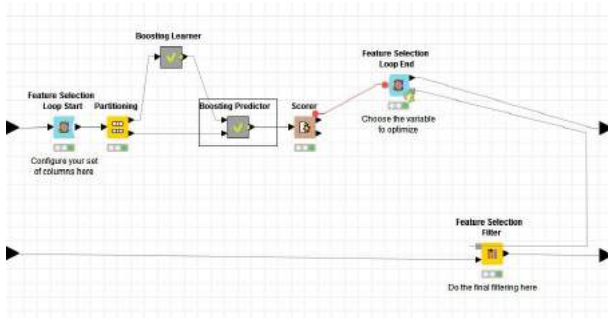 Boosting Learner
Feature Selection
Loop End
Feature Selection
Loop Start
Partitioning
Boosting Predictor
Scorer
Choose the variable
to optimize
Configure your set
of columns here
Feature Selection
Filter
Do the final filtering here